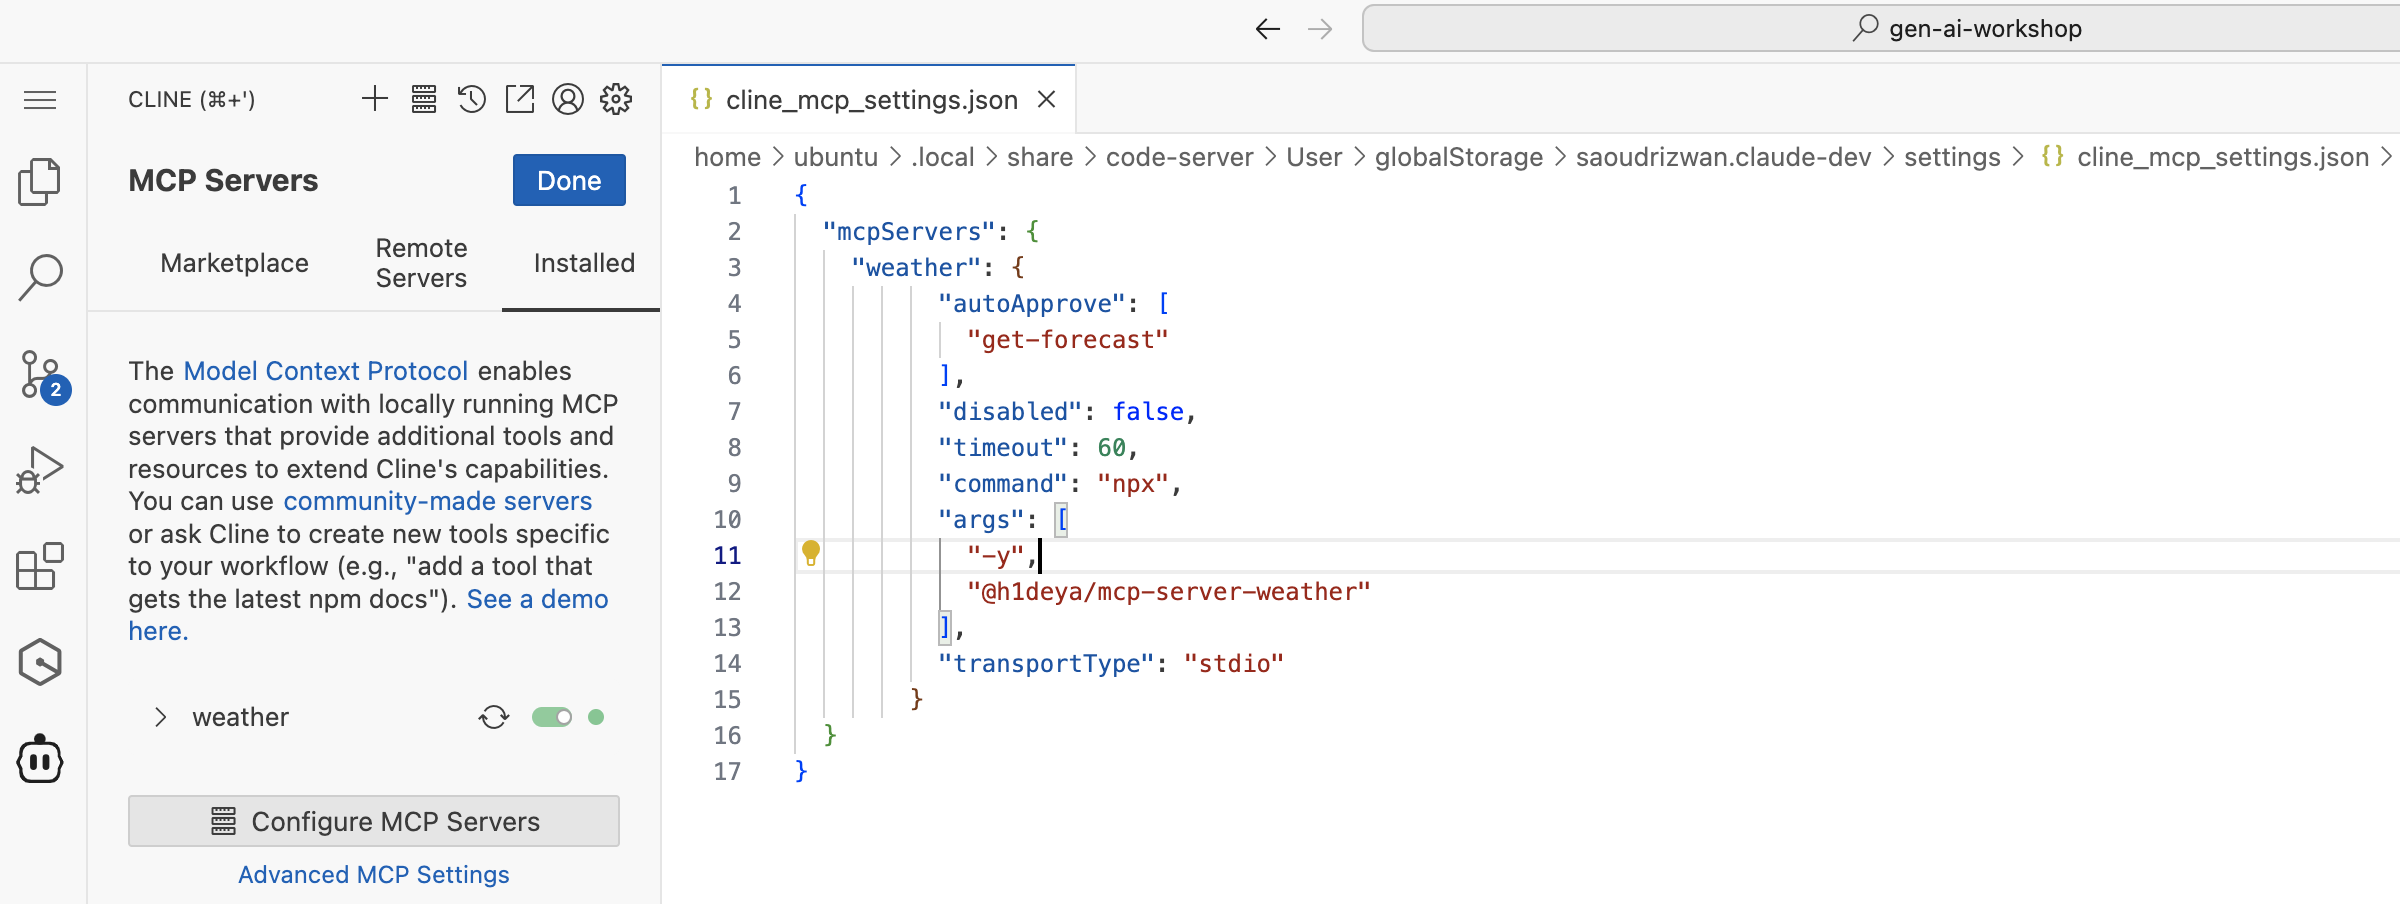 gen-ai-workshop
CLINE (⌘+')
MCP Servers
Done
Marketplace
Remote
Servers
Installed
The Model Context Protocol enables
communication with locally running MCP
servers that provide additional tools and
resources to extend Cline's capabilities.
You can use community-made servers
or ask Cline to create new tools specific
to your workflow (e.g., "add a tool that
gets the latest npm docs"). See a demo
here.
2
weather
Configure MCP Servers
Advanced MCP Settings
{} cline_mcp_settings.json
home > ubuntu > .local > share > code-server > User > globalStorage > saoudrizwan.claude-dev > settings > {} cline_mcp_settings.json >
1 {
2   "mcpServers": {
3     "weather": {
4           "autoApprove": [
5             "get-forecast"
6           ],
7           "disabled": false,
8           "timeout": 60,
9           "command": "npx",
10           "args": [
11             "-y",
12             "@h1deya/mcp-server-weather"
13           ],
14           "transportType": "stdio"
15         }
16   }
17 }